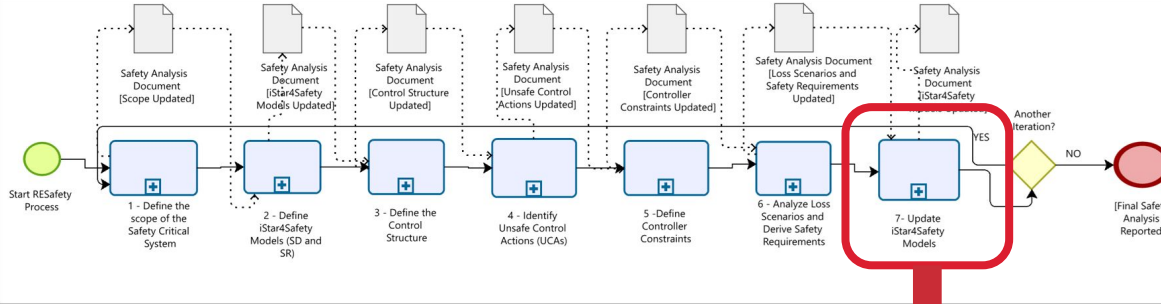 Safety Analysis
Document
[Scope Updated]
Safety Analysis
Document
[iStar4Safety
Models Updated]
Safety Analysis
Document
[Control Structure
Updated]
Safety Analysis
Document
[Unsafe Control
Actions Updated]
Safety Analysis
Document
[Controller
Constraints Updated]
Safety Analysis Document
[Loss Scenarios and
Safety Requirements
Updated]
Safety Analysis
Document
[iStar4Safety
Models Updated]
Another
Iteration?
YES
NO
Start RESafety
Process
1 - Define the
scope of the
Safety Critical
System
2 - Define
iStar4Safety
Models (SD and
SR)
3 - Define the
Control
Structure
4 - Identify
Unsafe Control
Actions (UCAs)
5 -Define
Controller
Constraints
6 - Analyze Loss
Scenarios and
Derive Safety
Requirements
7- Update
iStar4Safety
Models
[Final Safe
Analysis
Reported